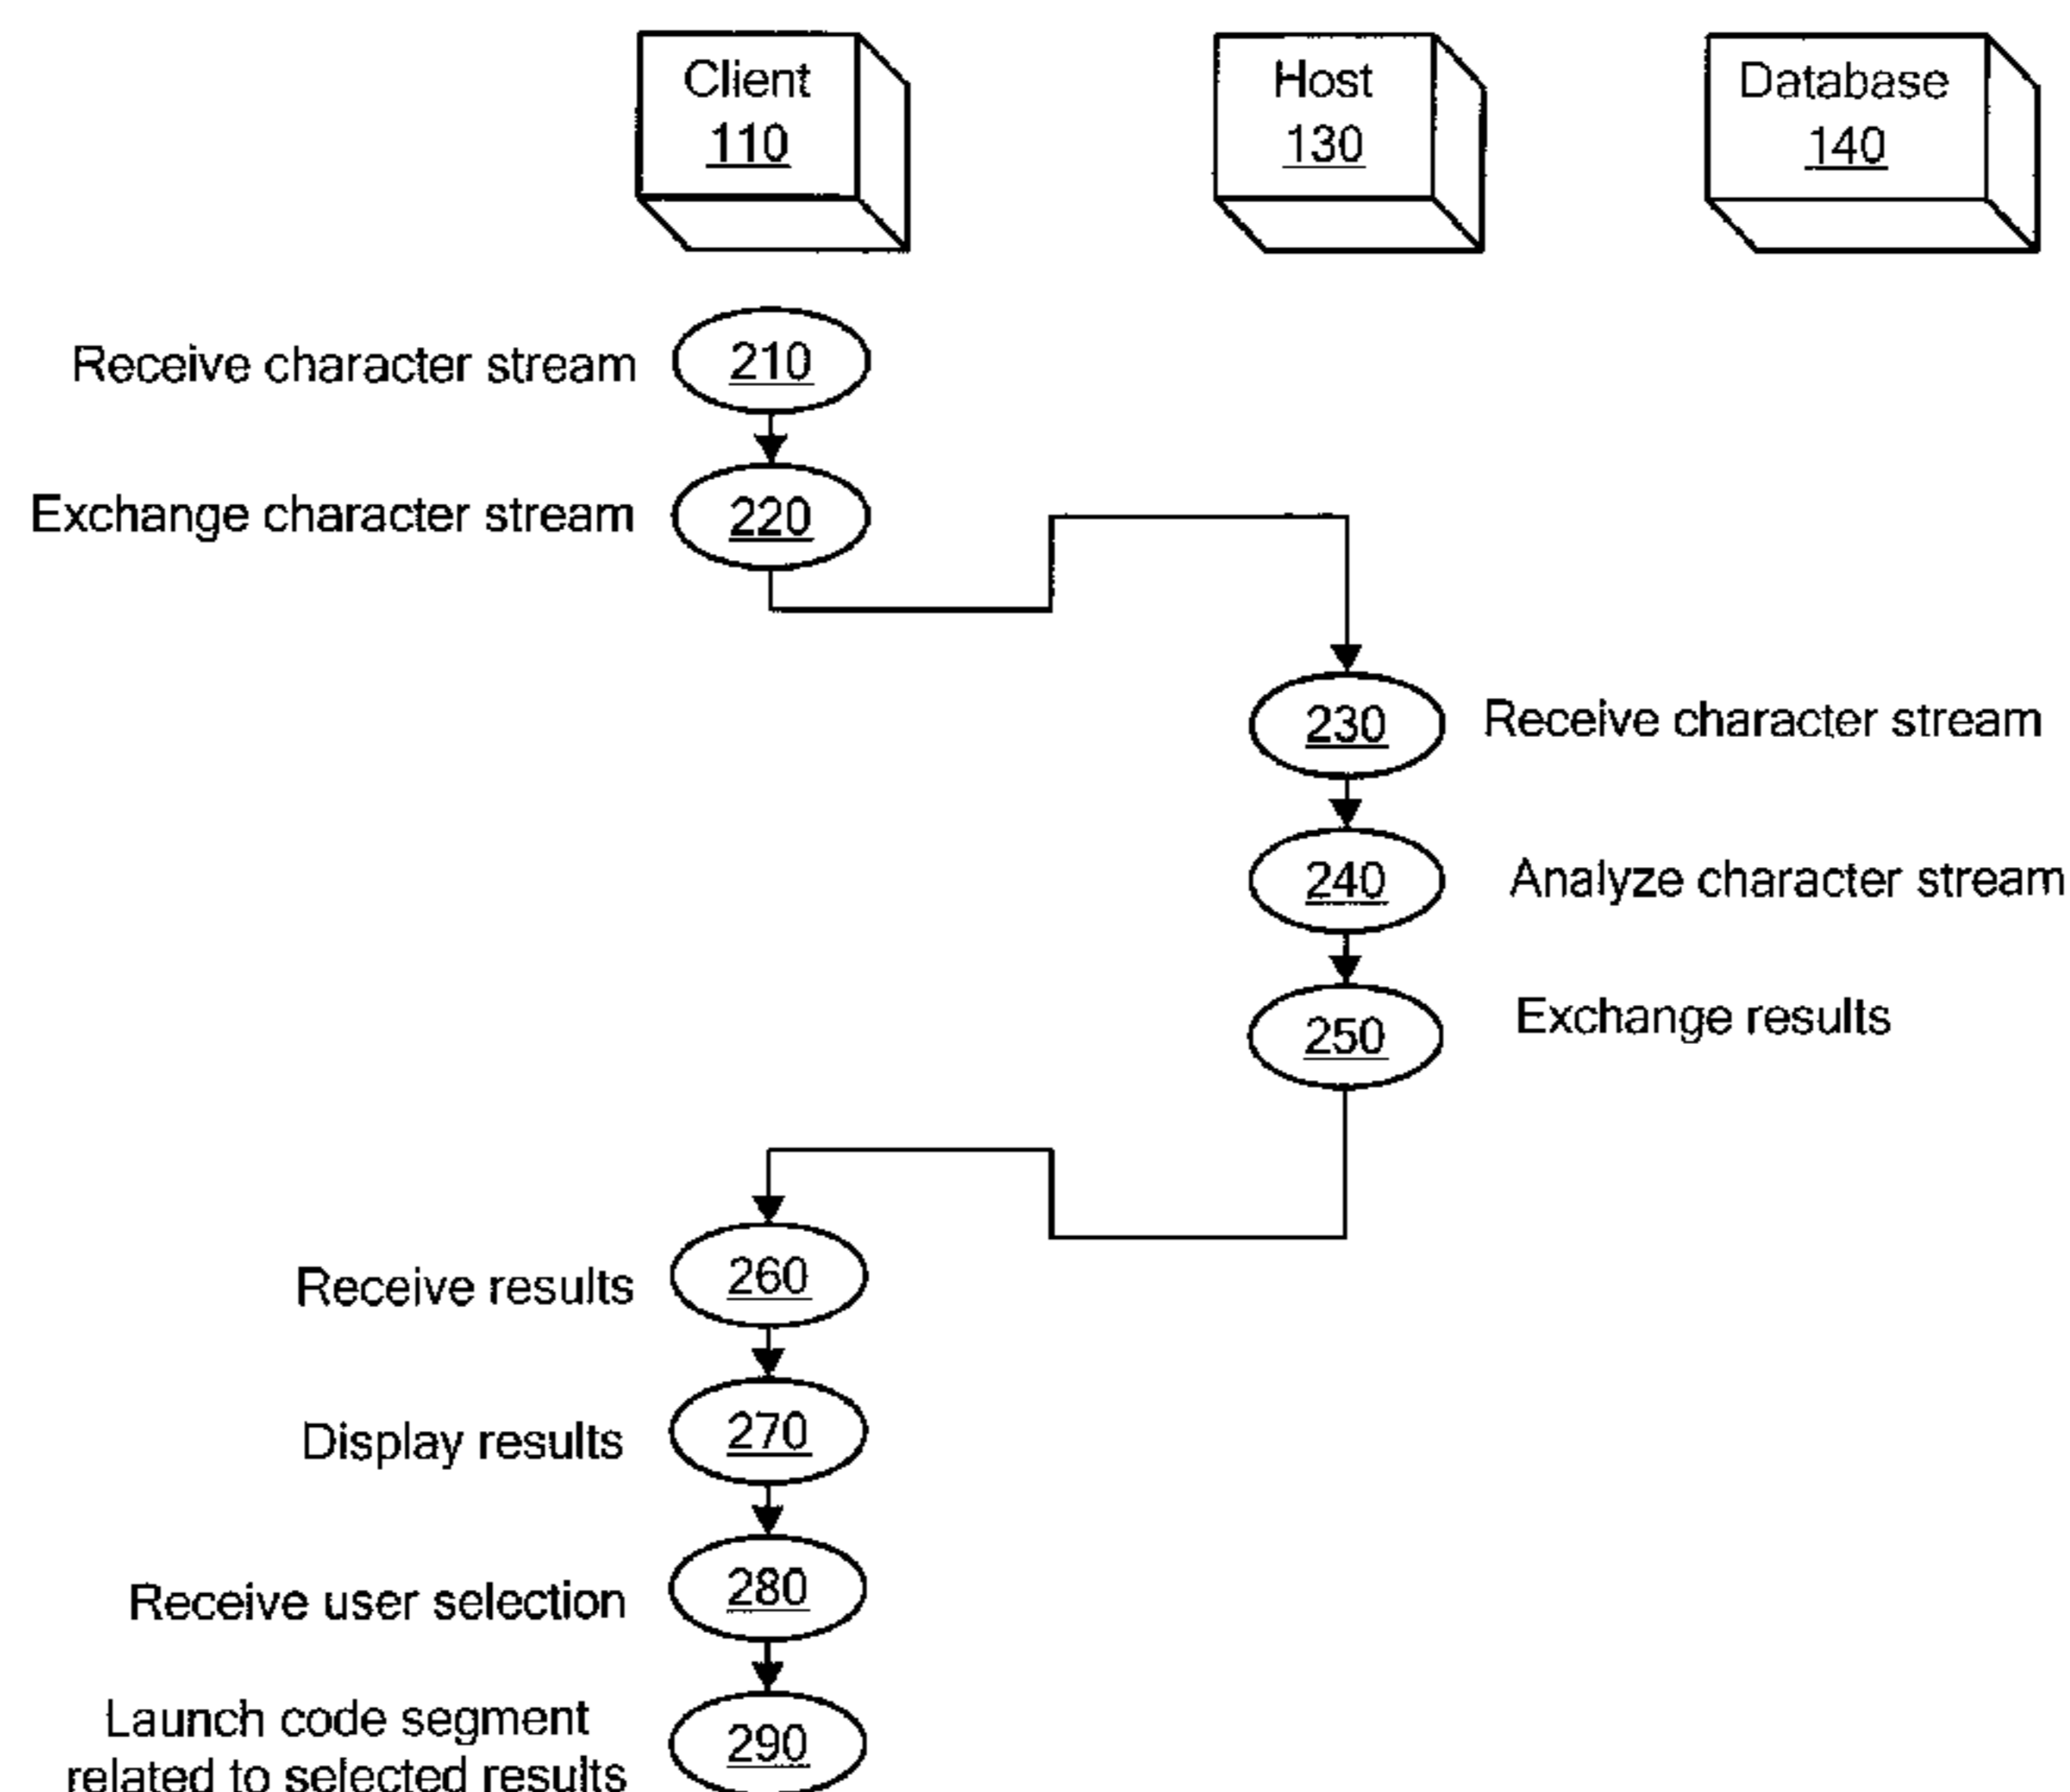 Client
110
Host
130
Database
140
Receive character stream
210
Exchange character stream
220
230
Receive character stream
240
Analyze character stream
250
Exchange results
Receive results
260
Display results
270
Receive user selection
280
Launch code segment
related to selected results
290